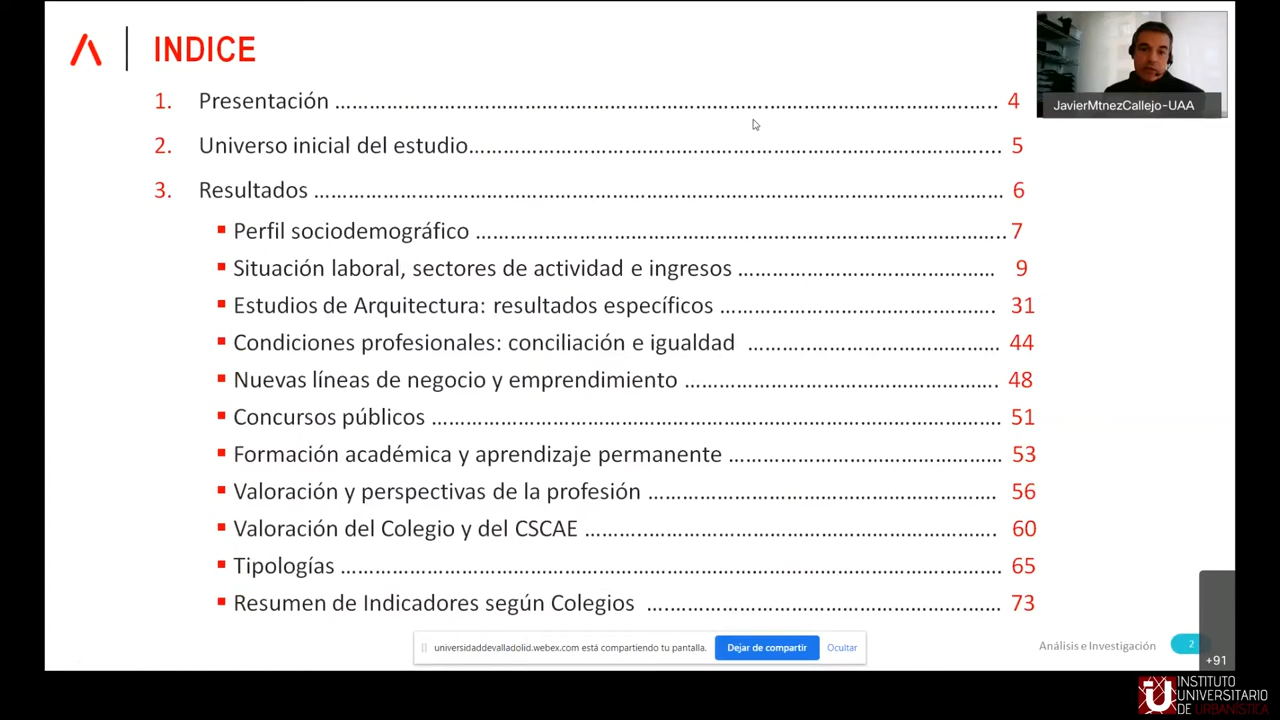 INDICE
1. Presentación ........ 4
2. Universo inicial del estudio........ 5
3. Resultados ........ 6
▪ Perfil sociodemográfico ........ 7
▪ Situación laboral, sectores de actividad e ingresos ........ 9
▪ Estudios de Arquitectura: resultados específicos ........ 31
▪ Condiciones profesionales: conciliación e igualdad ........ 44
▪ Nuevas líneas de negocio y emprendimiento ........ 48
▪ Concursos públicos ........ 51
▪ Formación académica y aprendizaje permanente ........ 53
▪ Valoración y perspectivas de la profesión ........ 56
▪ Valoración del Colegio y del CSCAE ........ 60
▪ Tipologías ........ 65
▪ Resumen de Indicadores según Colegios ........ 73
JavierMtnezCallejo-UAA
universidaddevalladolid.webex.com está compartiendo tu pantalla. Dejar de compartir Ocultar
Análisis e Investigación 2
+91
INSTITUTO
UNIVERSITARIO
DE URBANÍSTICA